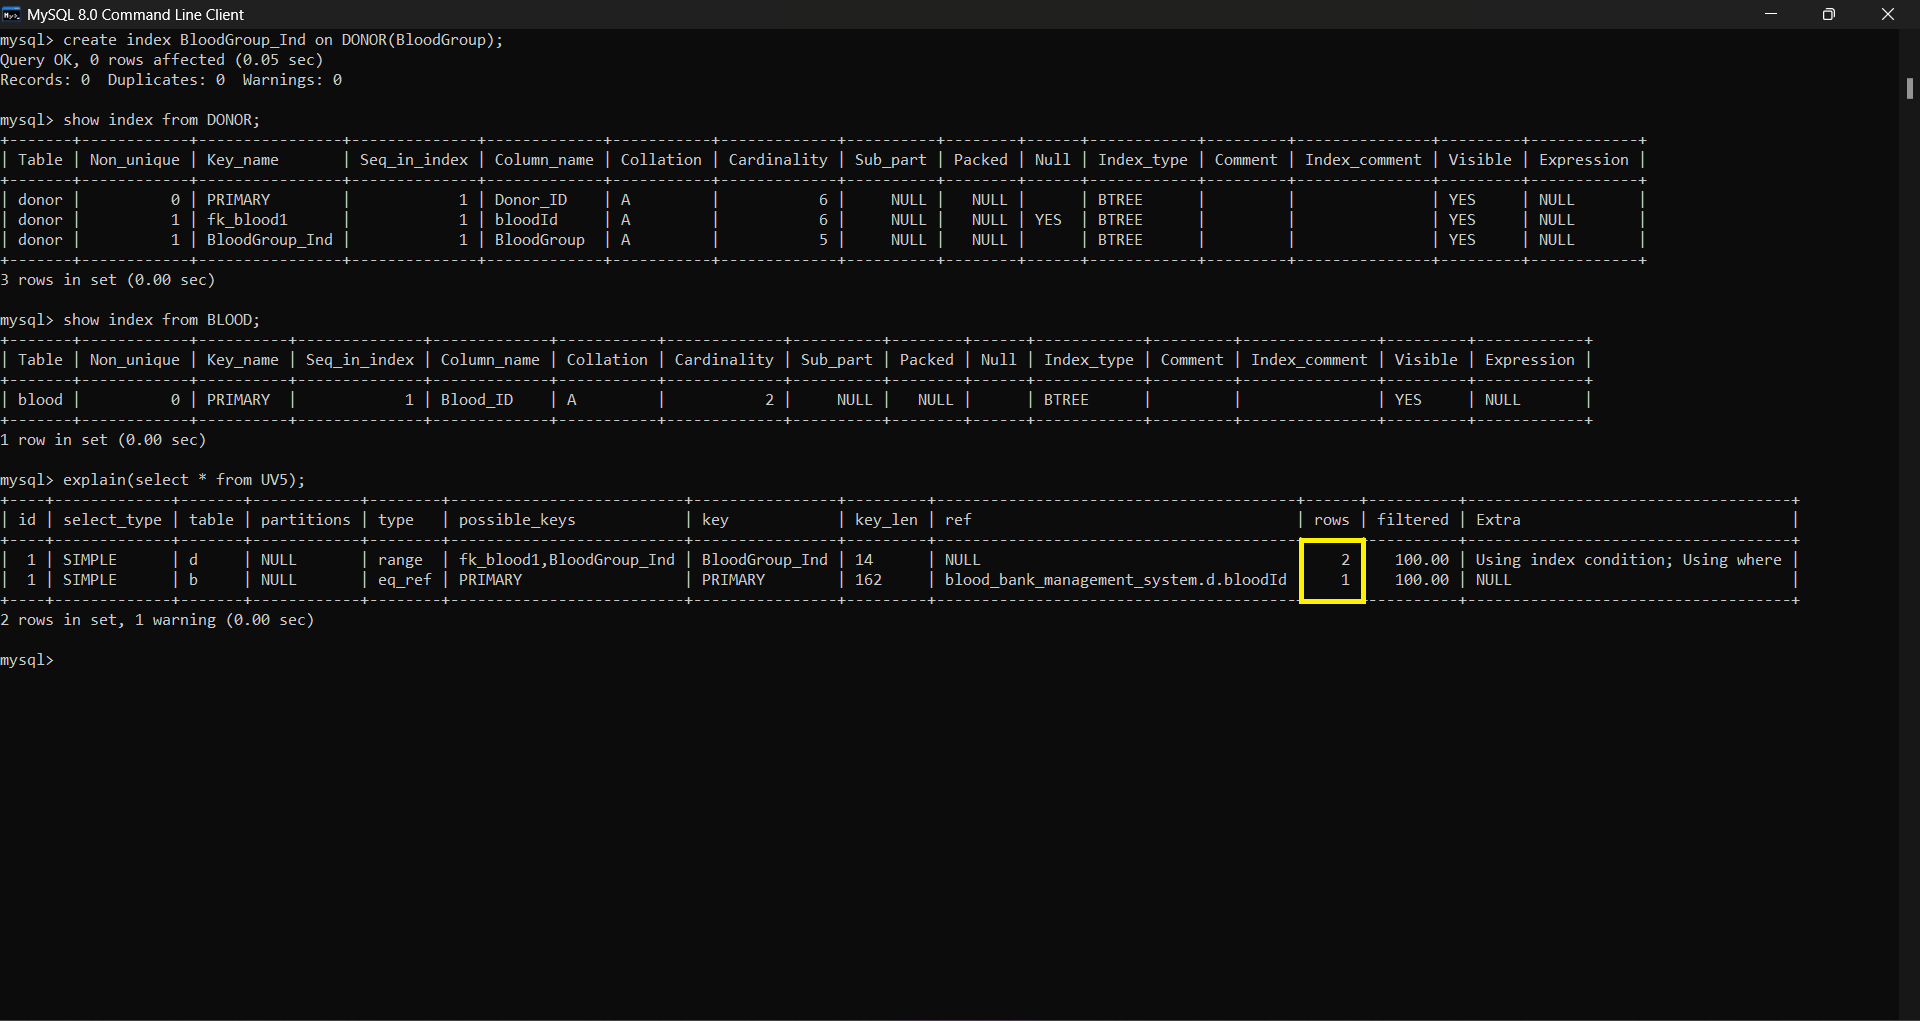 MySQL 8.0 Command Line Client
mysql> create index BloodGroup_Ind on DONOR(BloodGroup);
Query OK, 0 rows affected (0.05 sec)
Records: 0  Duplicates: 0  Warnings: 0
mysql> show index from DONOR;
+-------+------------+----------------+--------------+-------------+-----------+-------------+----------+--------+------+------------+---------+---------------+---------+------------+
| Table | Non_unique | Key_name       | Seq_in_index | Column_name | Collation | Cardinality | Sub_part | Packed | Null | Index_type | Comment | Index_comment | Visible | Expression |
+-------+------------+----------------+--------------+-------------+-----------+-------------+----------+--------+------+------------+---------+---------------+---------+------------+
| donor |          0 | PRIMARY        |            1 | Donor_ID    | A         |           6 |     NULL |   NULL |      | BTREE      |         |               | YES     | NULL       |
| donor |          1 | fk_blood1      |            1 | bloodId     | A         |           6 |     NULL |   NULL | YES  | BTREE      |         |               | YES     | NULL       |
| donor |          1 | BloodGroup_Ind |            1 | BloodGroup  | A         |           5 |     NULL |   NULL |      | BTREE      |         |               | YES     | NULL       |
+-------+------------+----------------+--------------+-------------+-----------+-------------+----------+--------+------+------------+---------+---------------+---------+------------+
3 rows in set (0.00 sec)
mysql> show index from BLOOD;
+-------+------------+----------+--------------+-------------+-----------+-------------+----------+--------+------+------------+---------+---------------+---------+------------+
| Table | Non_unique | Key_name | Seq_in_index | Column_name | Collation | Cardinality | Sub_part | Packed | Null | Index_type | Comment | Index_comment | Visible | Expression |
+-------+------------+----------+--------------+-------------+-----------+-------------+----------+--------+------+------------+---------+---------------+---------+------------+
| blood |          0 | PRIMARY  |            1 | Blood_ID    | A         |           2 |     NULL |   NULL |      | BTREE      |         |               | YES     | NULL       |
+-------+------------+----------+--------------+-------------+-----------+-------------+----------+--------+------+------------+---------+---------------+---------+------------+
1 row in set (0.00 sec)
mysql> explain(select * from UV5);
+----+-------------+-------+------------+--------+--------------------------+----------------+---------+--------------------------------------+------+----------+------------------------------------+
| id | select_type | table | partitions | type   | possible_keys            | key            | key_len | ref                                  | rows | filtered | Extra                              |
+----+-------------+-------+------------+--------+--------------------------+----------------+---------+--------------------------------------+------+----------+------------------------------------+
| 1 | SIMPLE      | d     | NULL       | range  | fk_blood1,BloodGroup_Ind | BloodGroup_Ind | 14      | NULL                                 |    2 |   100.00 | Using index condition; Using where |
| 1 | SIMPLE      | b     | NULL       | eq_ref | PRIMARY                  | PRIMARY        | 162     | blood_bank_management_system.d.bloodId |    1 |   100.00 | NULL                               |
+----+-------------+-------+------------+--------+--------------------------+----------------+---------+--------------------------------------+------+----------+------------------------------------+
2 rows in set, 1 warning (0.00 sec)
mysql>